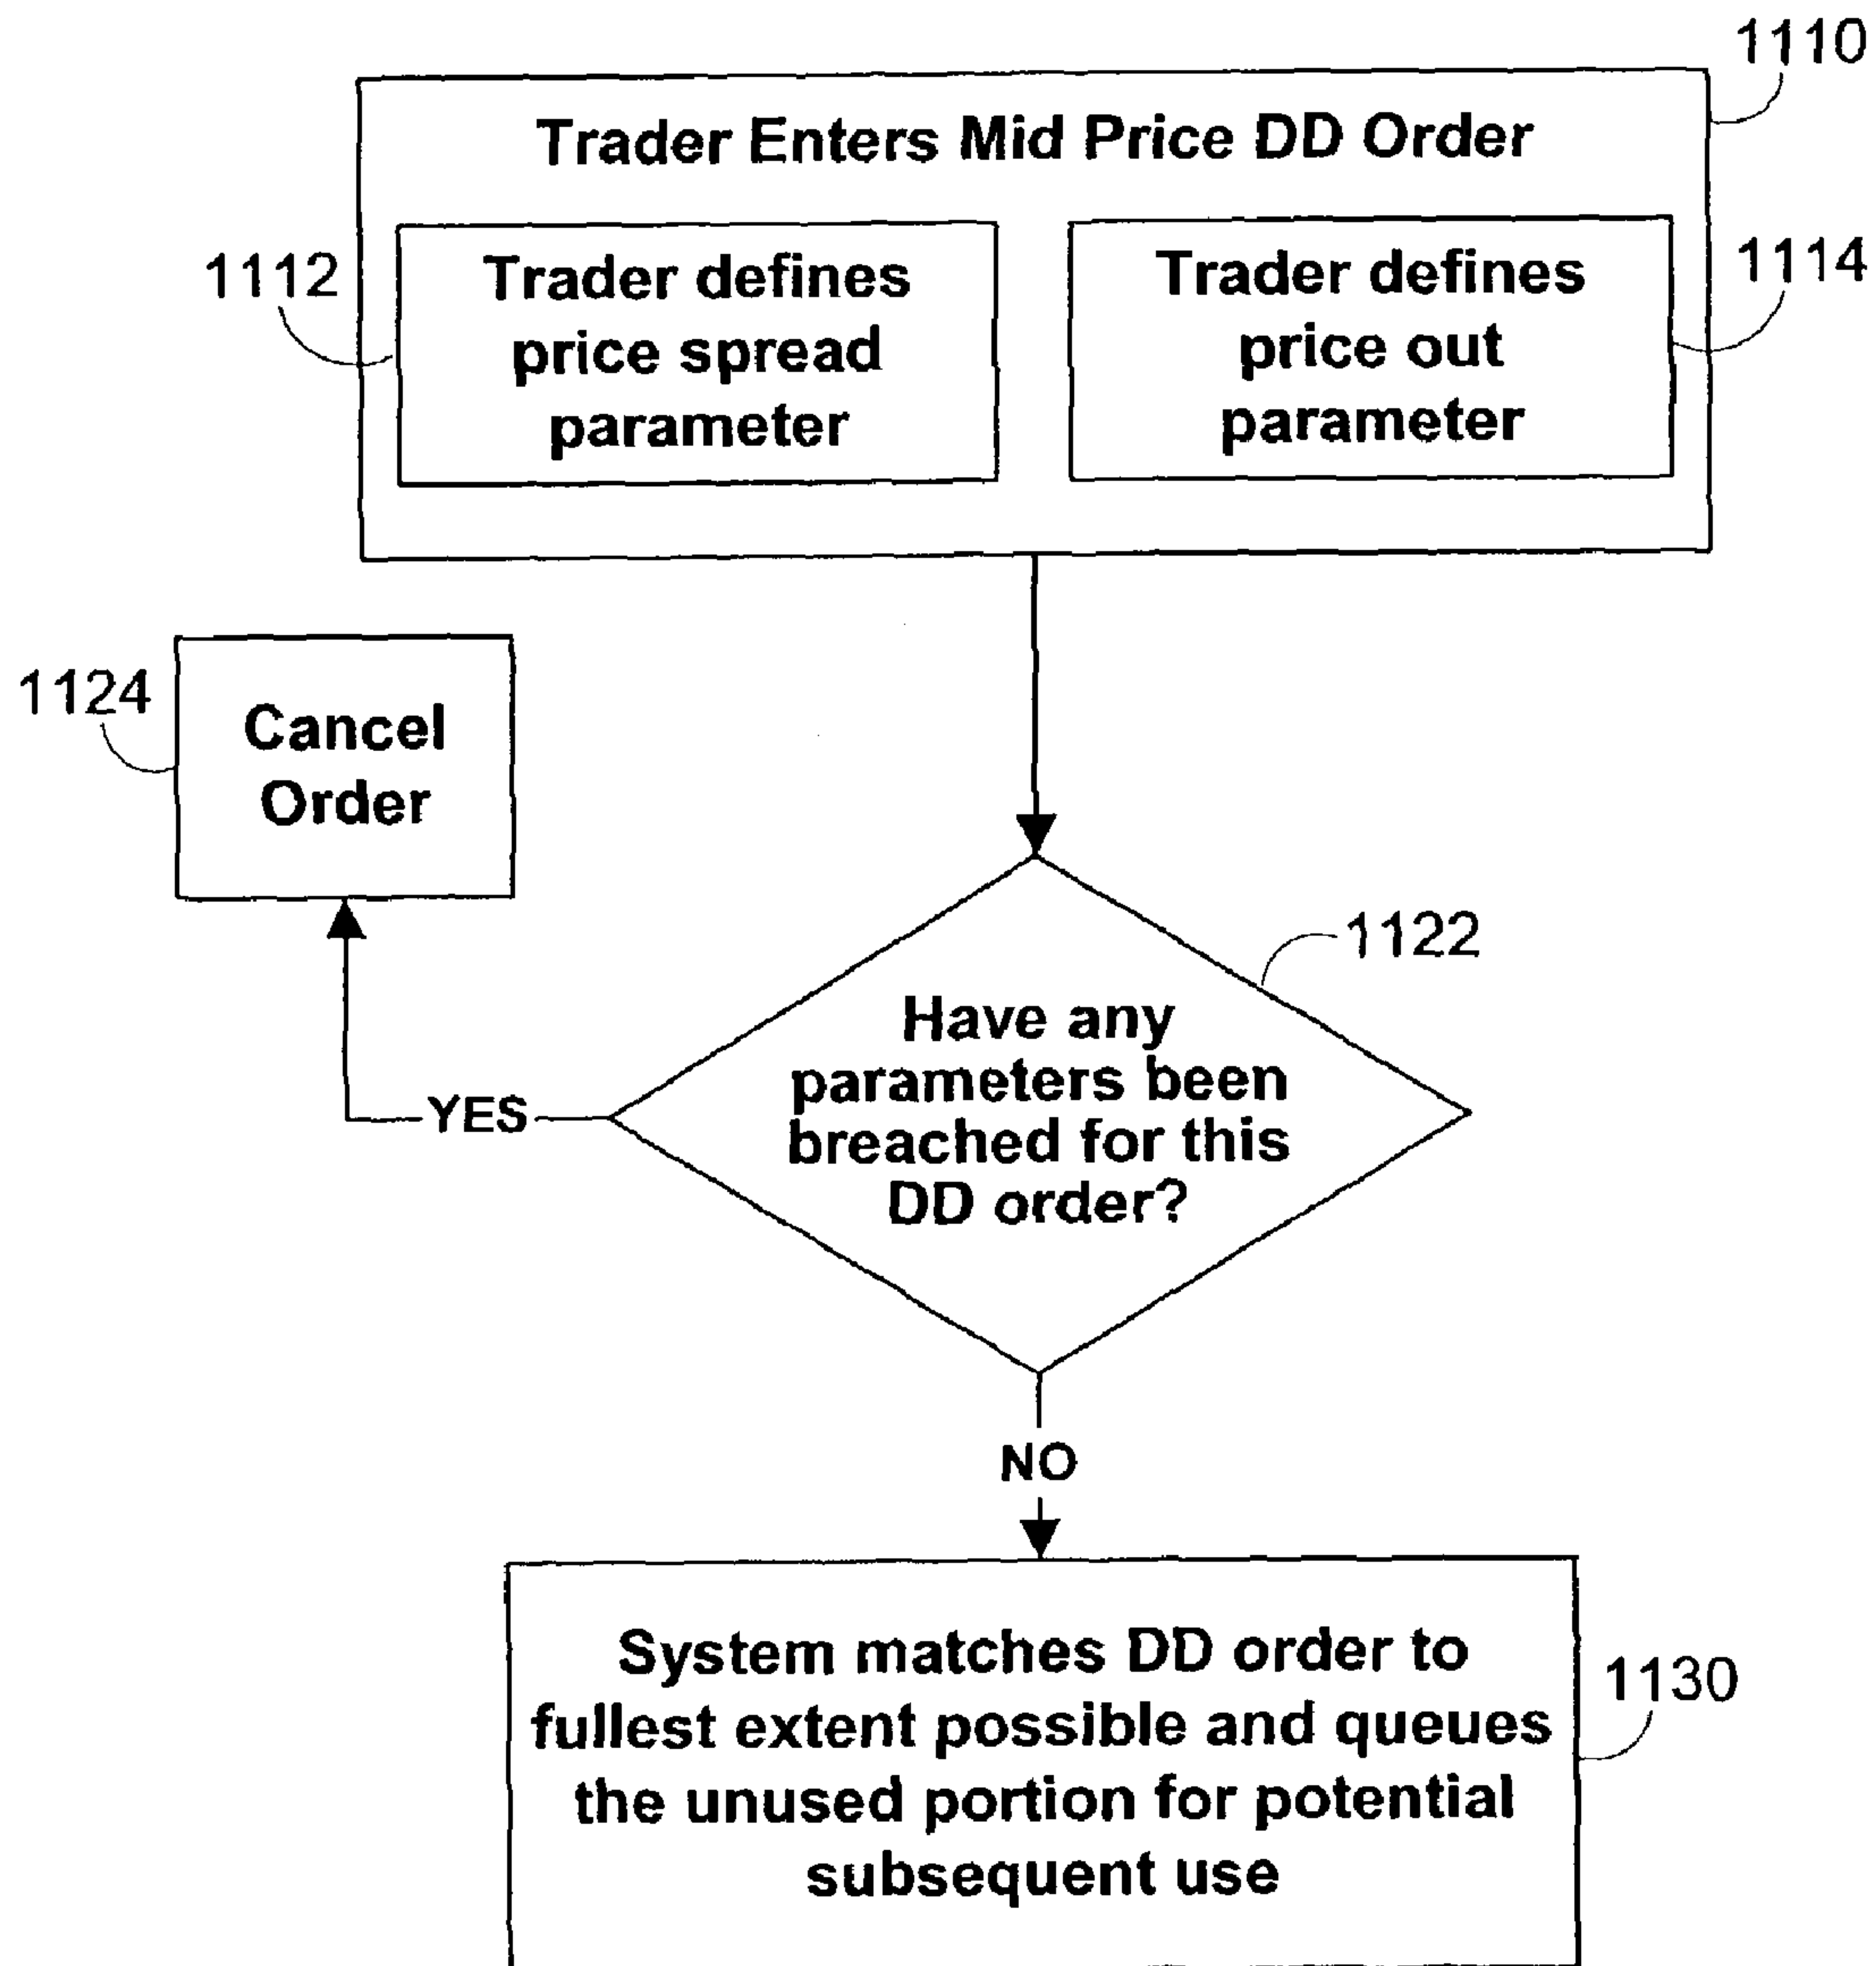 1110
Trader Enters Mid Price DD Order
1112
Trader defines
price spread
parameter
Trader defines
price out
parameter
1114
1124
Cancel
Order
1122
Have any
parameters been
breached for this
DD order?
YES
NO
System matches DD order to
fullest extent possible and queues
the unused portion for potential
subsequent use
1130